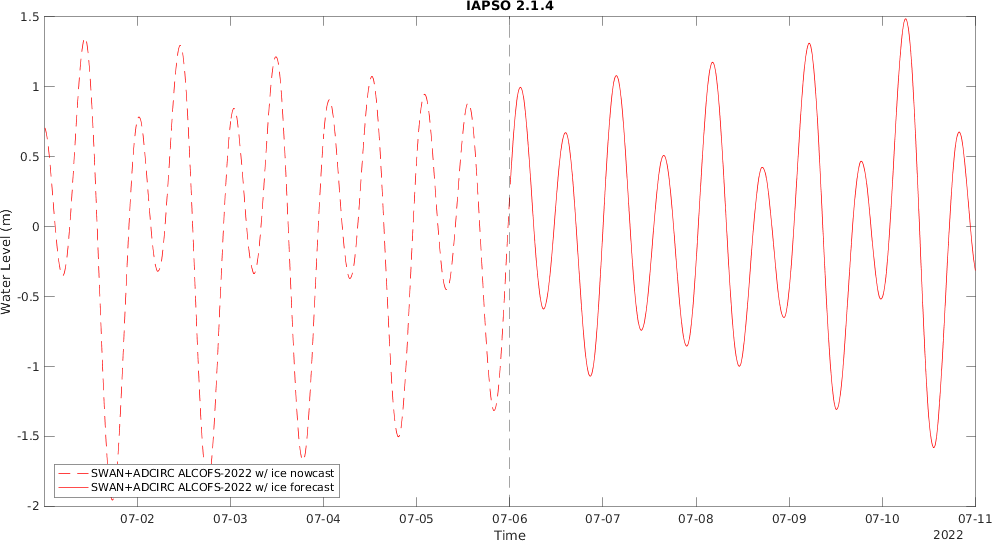 IAPSO 2.1.4
1.5
1
0.5
0
-0.5
-1
-1.5
-2
Water Level (m)
SWAN+ADCIRC ALCOFS-2022 w/ ice nowcast
SWAN+ADCIRC ALCOFS-2022 w/ ice forecast
07-02 07-03 07-04 07-05 07-06 07-07 07-08 07-09 07-10 07-11
Time
2022